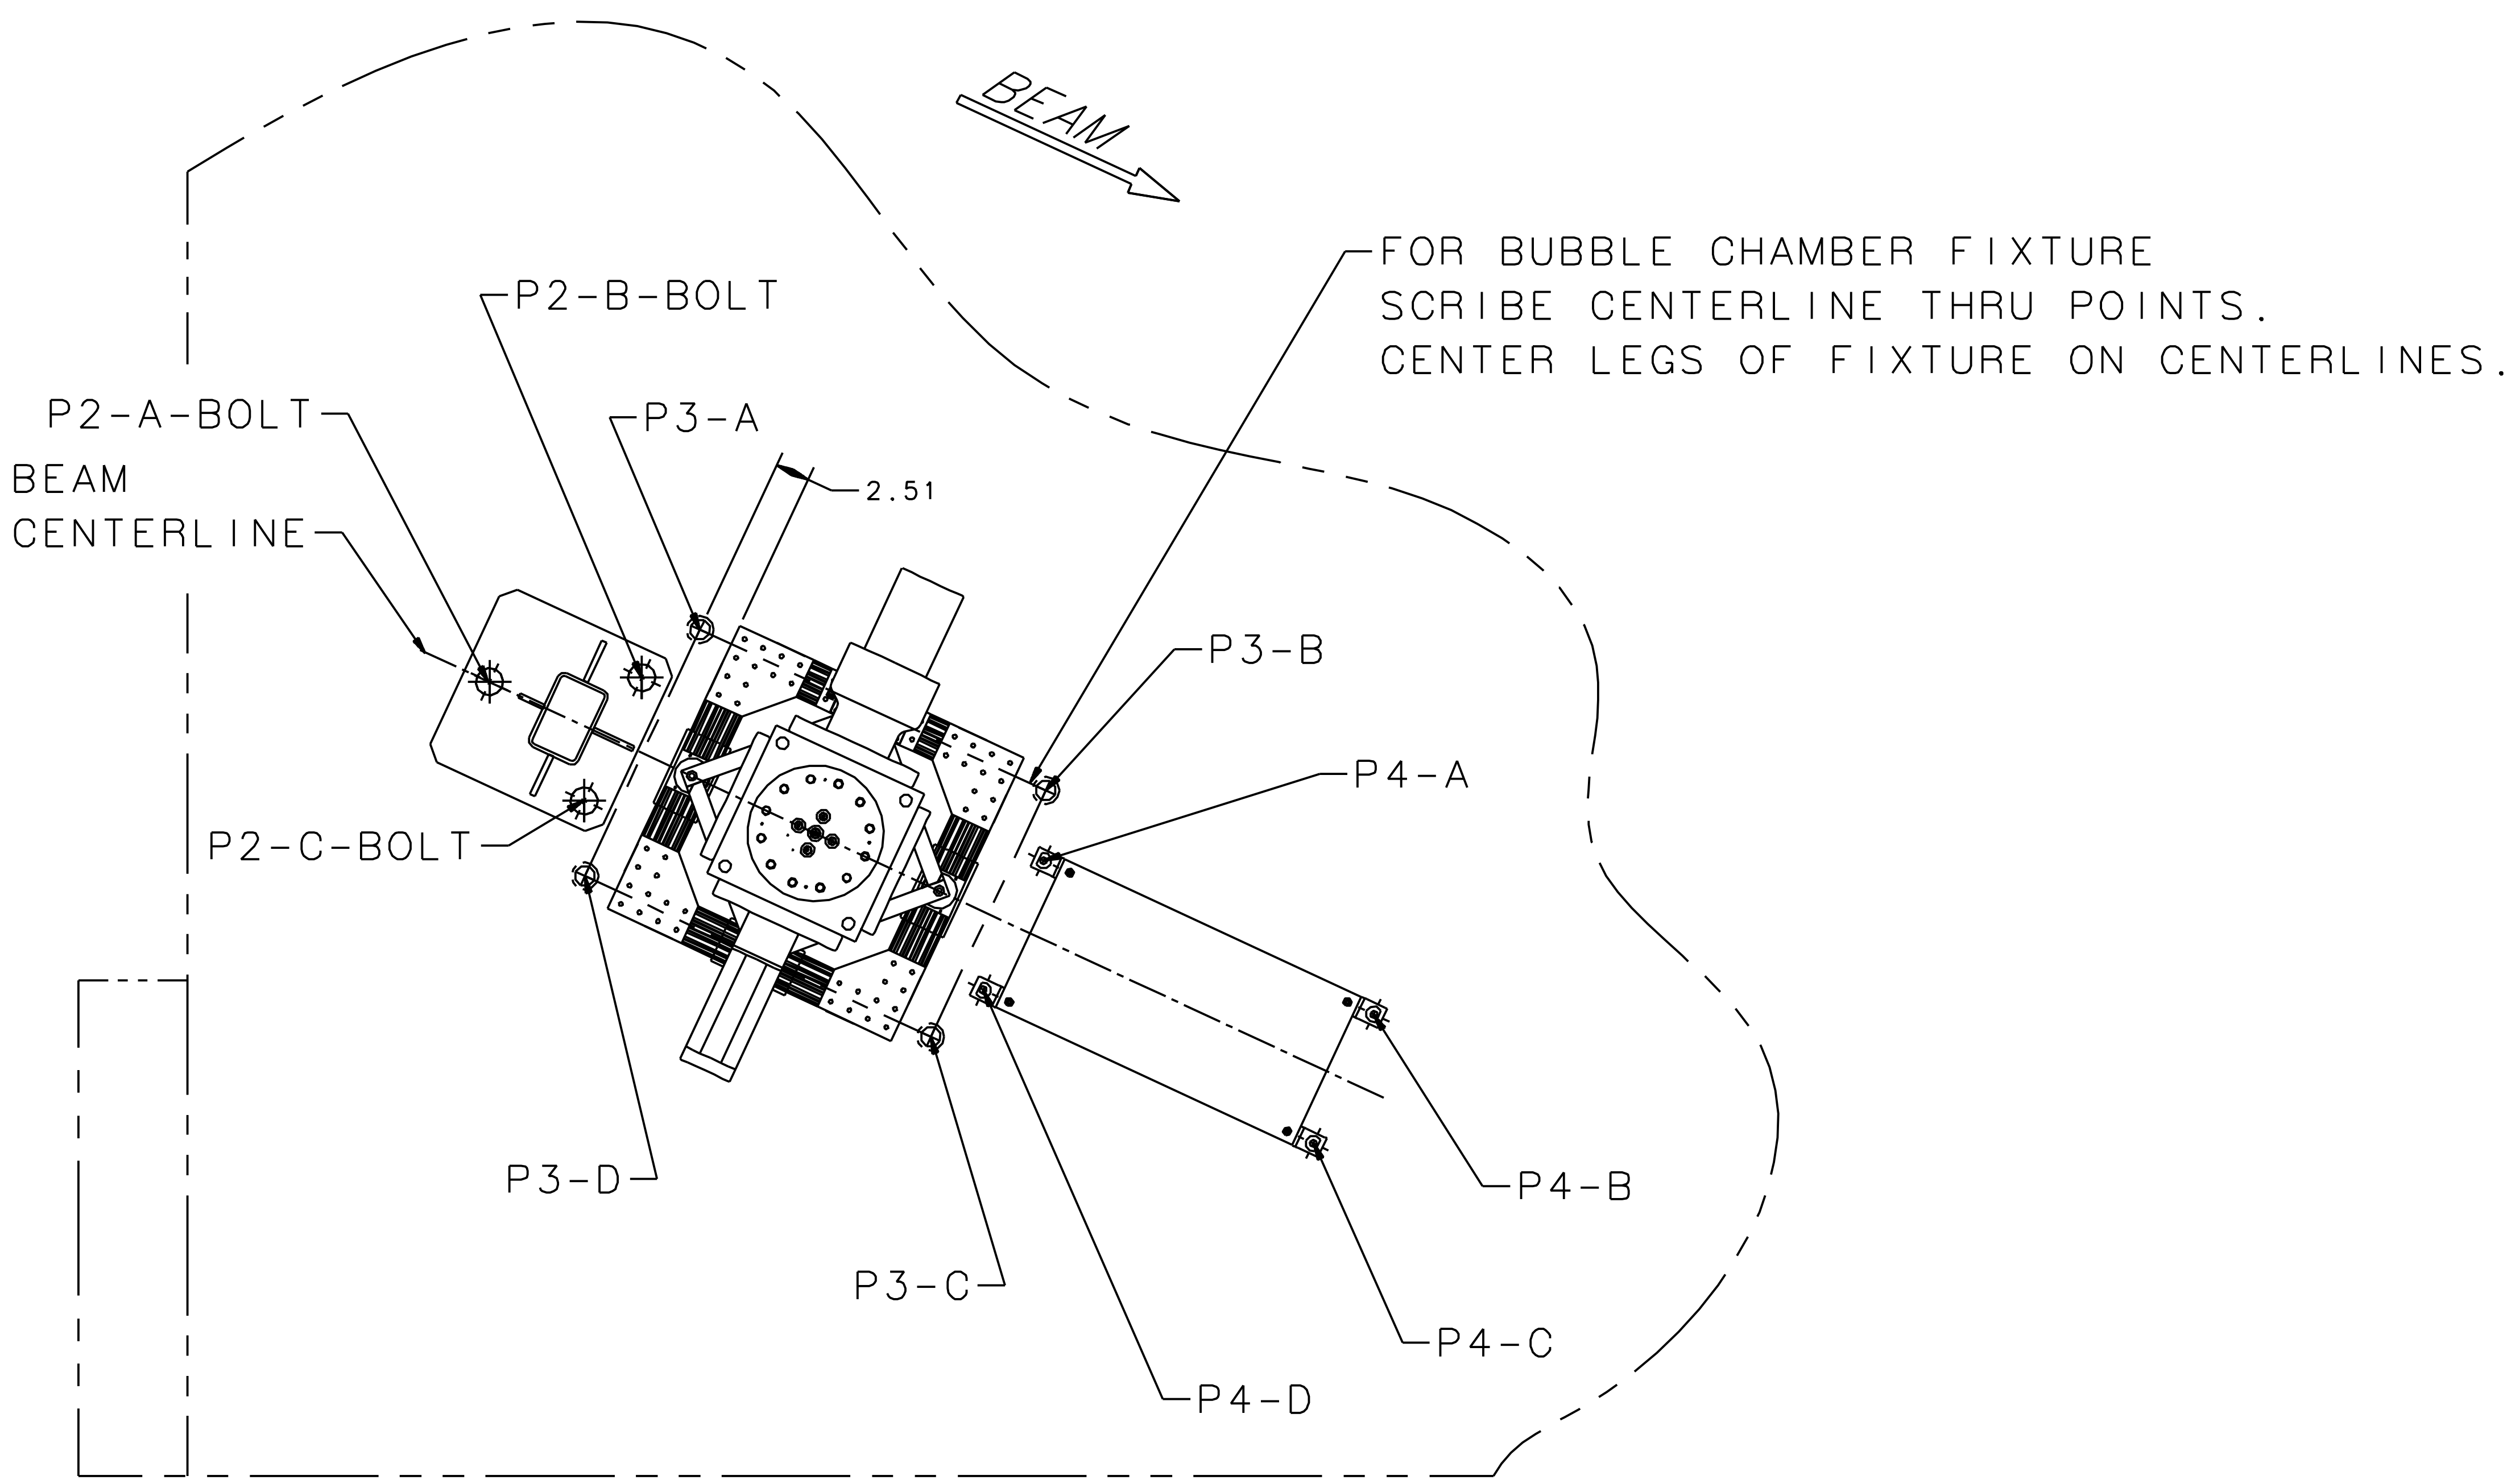 BEAM
FOR BUBBLE CHAMBER FIXTURE
SCRIBE CENTERLINE THRU POINTS.
CENTER LEGS OF FIXTURE ON CENTERLINES.
P2-B-BOLT
P2-A-BOLT
P3-A
BEAM
CENTERLINE
2.51
P3-B
P4-A
P2-C-BOLT
P3-D
P4-B
P3-C
P4-C
P4-D